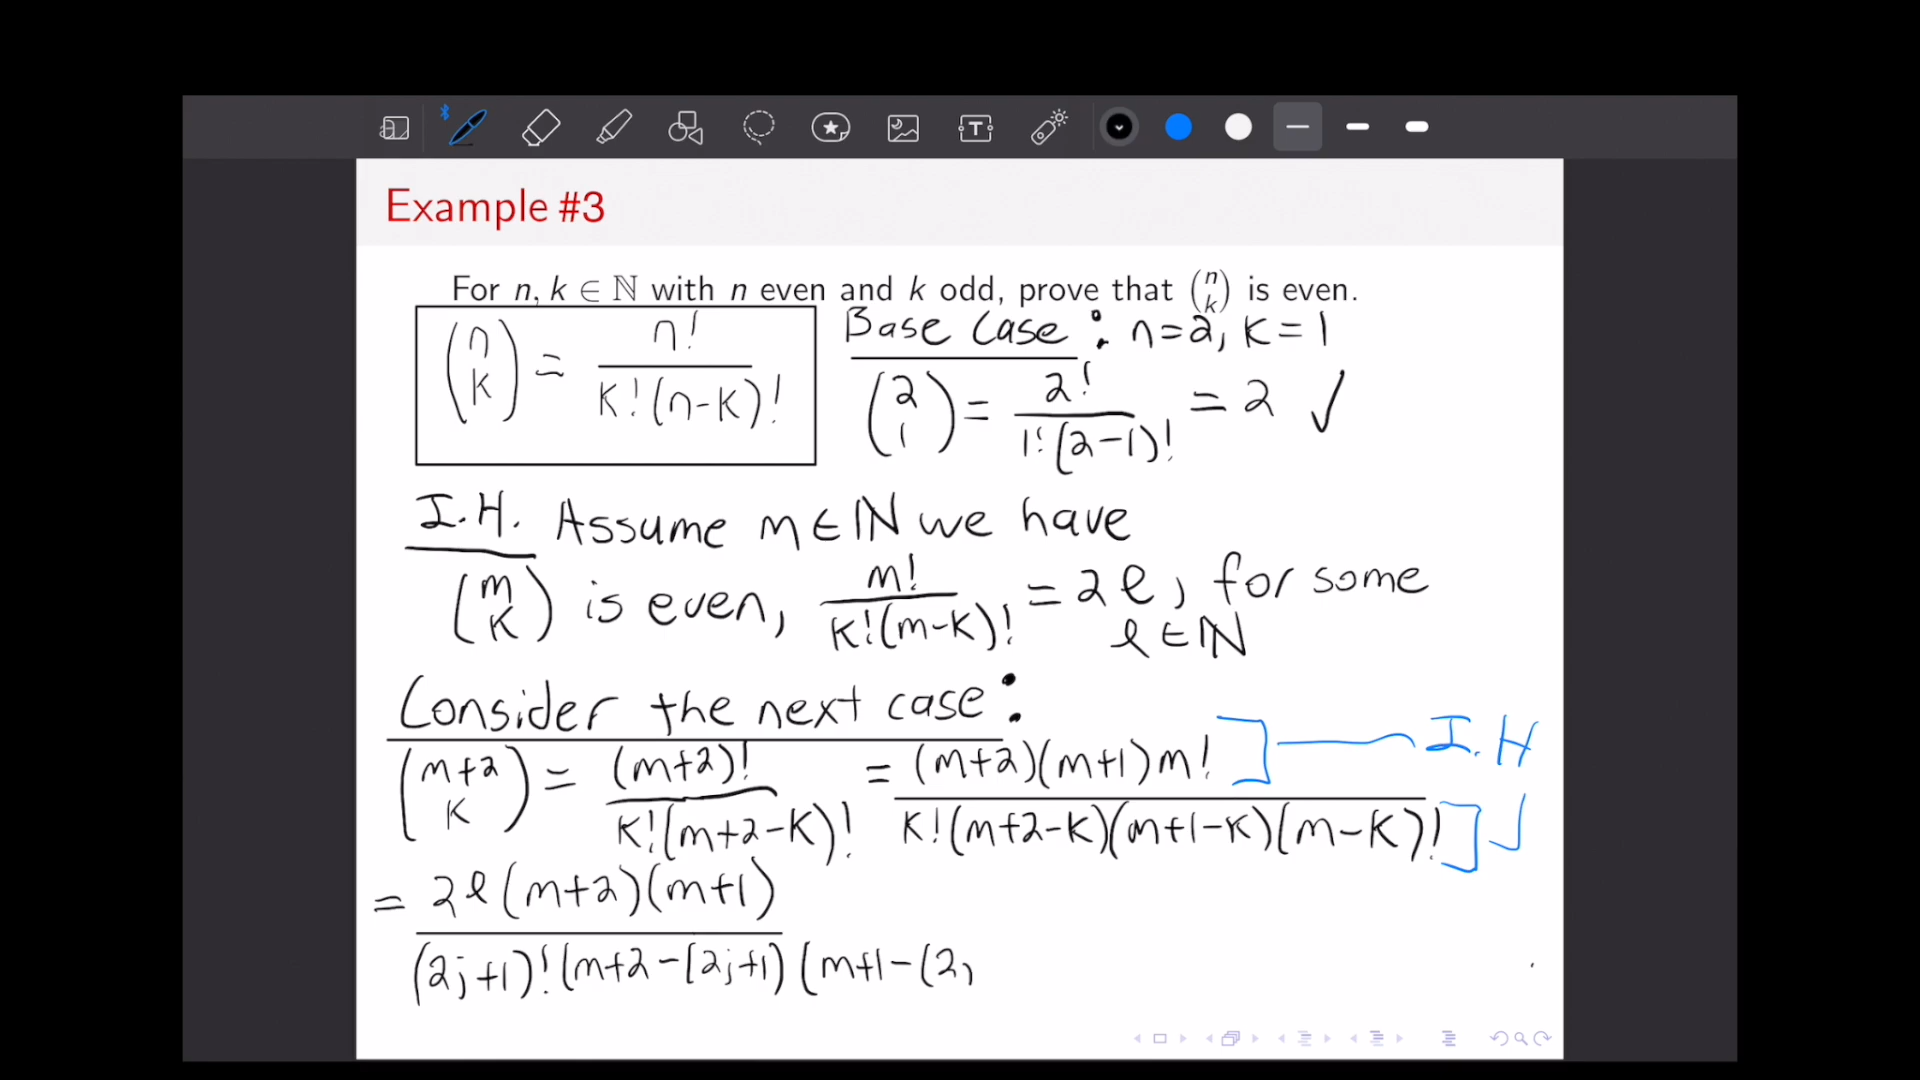 Example #3
For n, k ∈ ℕ with n even and k odd, prove that (n k) is even.
(n k) = n! / k!(n-k)!
Base Case: n=2, k=1
(2 1) = 2! / 1!(2-1)! = 2 ✓
I.H. Assume m∈ℕ we have
(m k) is even, m! / k!(m-k)! = 2ℓ, for some
ℓ∈ℕ
Consider the next case:
(m+2 k) = (m+2)! / k!(m+2-k)! = (m+2)(m+1)m! / k!(m+2-k)(m+1-k)(m-k)! ] I.H
= 2ℓ(m+2)(m+1) / (2j+1)!(m+2-(2j+1)(m+1-(2j